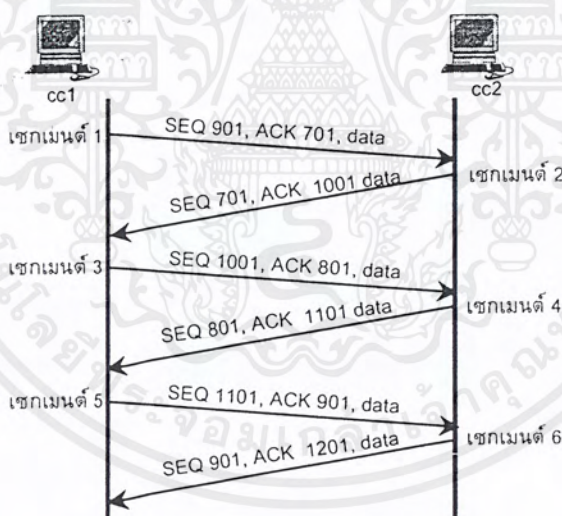 cc1
cc2
เซกเมนต์ 1
SEQ 901, ACK 701, data
เซกเมนต์ 2
SEQ 701, ACK 1001 data
เซกเมนต์ 3
SEQ 1001, ACK 801, data
เซกเมนต์ 4
SEQ 801, ACK 1101 data
เซกเมนต์ 5
SEQ 1101, ACK 901, data
เซกเมนต์ 6
SEQ 901, ACK 1201, data